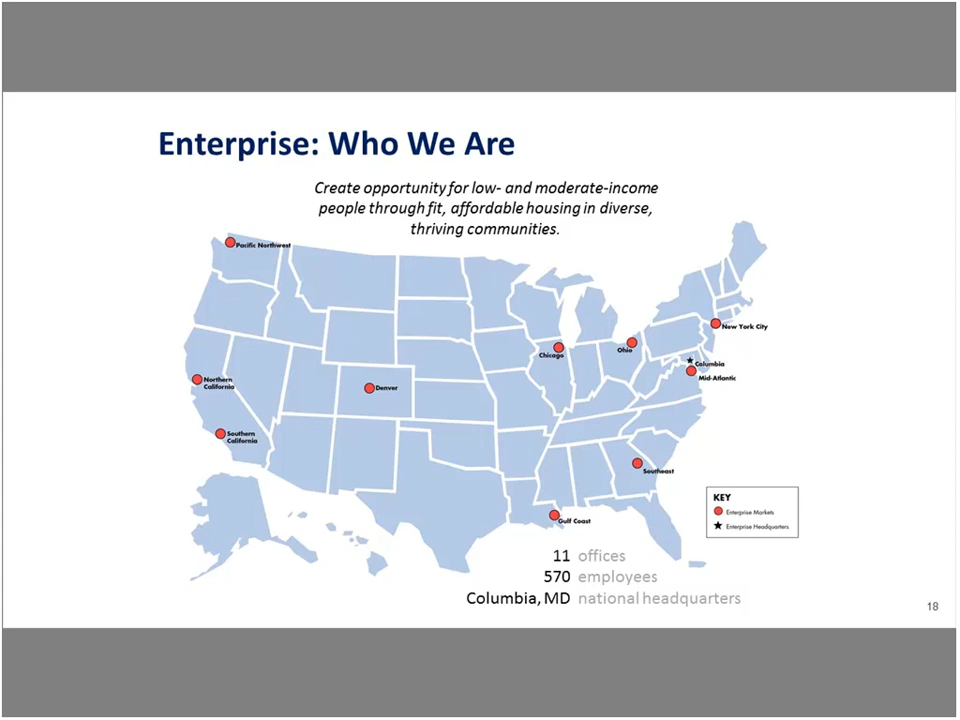 Enterprise: Who We Are
Create opportunity for low- and moderate-income
people through fit, affordable housing in diverse,
thriving communities.
Pacific Northwest
New York City
Chicago
Ohio
Columbia
Mid-Atlantic
Northern
California
Denver
Southern
California
Southeast
Gulf Coast
KEY
Enterprise Markets
Enterprise Headquarters
11 offices
570 employees
Columbia, MD national headquarters
18